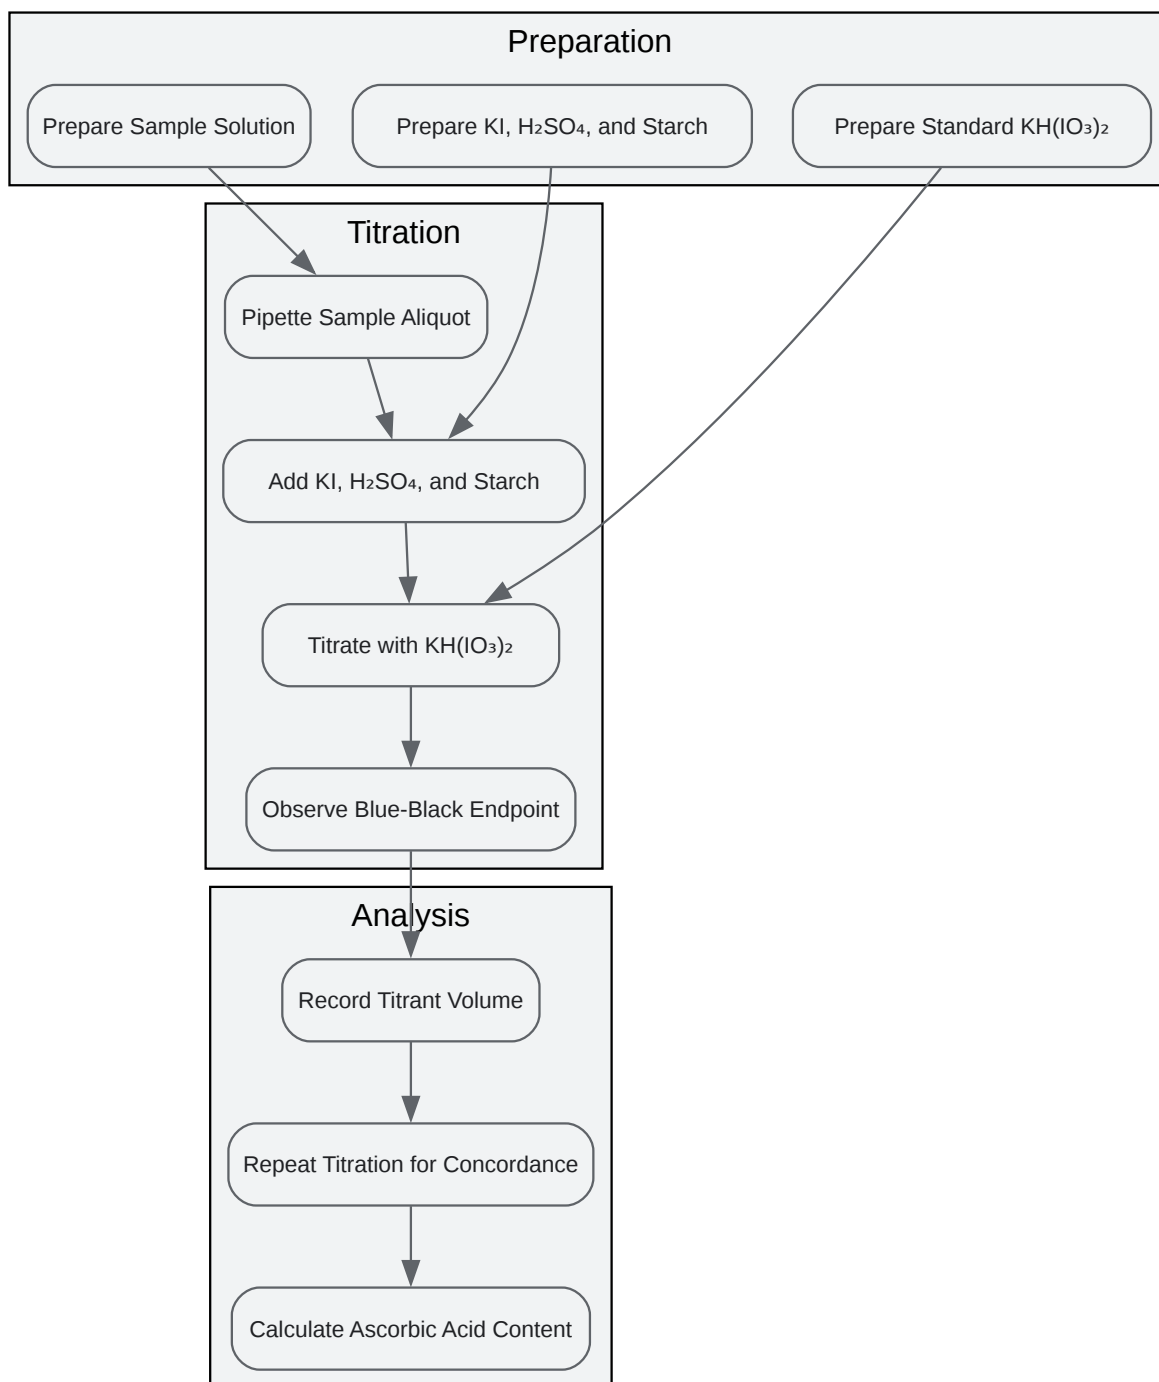 Preparation
Prepare Sample Solution
Prepare KI, H₂SO₄, and Starch
Prepare Standard KH(IO₃)₂
Titration
Pipette Sample Aliquot
Add KI, H₂SO₄, and Starch
Titrate with KH(IO₃)₂
Observe Blue-Black Endpoint
Analysis
Record Titrant Volume
Repeat Titration for Concordance
Calculate Ascorbic Acid Content